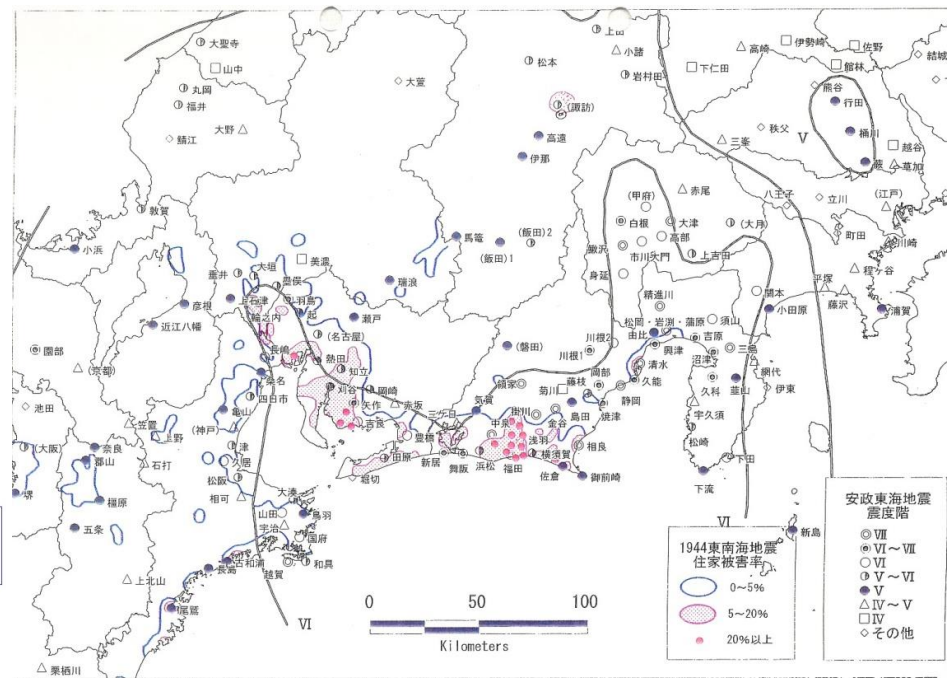 大聖寺
山中
丸岡
福井
大野
鯖江
大萱
松本
上田
小諸
岩村田
(諏訪)
高遠
伊那
下仁田
高崎
伊勢崎
佐野
館林
結城
熊谷
行田
桶川
蕨
越谷
草加
秩父
三峯
V
八王子
立川
(江戸)
町田
川崎
程ヶ谷
平塚
藤沢
浦賀
敦賀
小浜
美濃
大垣
垂井
墨俣
羽島
上石津
起
輪之内
彦根
近江八幡
馬篭
(飯田)2
(飯田)1
瑞浪
瀬戸
(名古屋)
長嶋
熱田
桑名
四日市
知立
刈谷
岡崎
矢作
赤坂
吉良
豊橋
三ケ日
気賀
(磐田)
田原
堀切
新居
舞阪
浜松
中泉
浅羽
福田
横須賀
掛川
領家
菊川
金谷
島田
藤枝
岡部
焼津
静岡
久能
清水
相良
佐倉
御前崎
川根1
川根2
由比
興津
松岡・岩渕・蒲原
吉原
沼津
三島
須山
精進川
(甲府)
白根
赤尾
大津
高部
鰍沢
市川大門
身延
上吉田
(大月)
関本
小田原
網代
伊東
韮山
久科
宇久須
松崎
下田
下流
新島
VI
VI
園部
(京都)
池田
(大阪)
堺
奈良
郡山
橿原
五条
笠置
上野
石打
亀山
(神戸)
津
久居
松阪
相可
大湊
山田
宇治
鳥羽
国府
和具
越賀
古和浦
長島
尾鷲
上北山
栗栖川
0
50
100
Kilometers
1944東南海地震
住家被害率
0~5%
5~20%
20%以上
安政東海地震
震度階
VII
VI~VII
VI
V~VI
V
IV~V
IV
その他